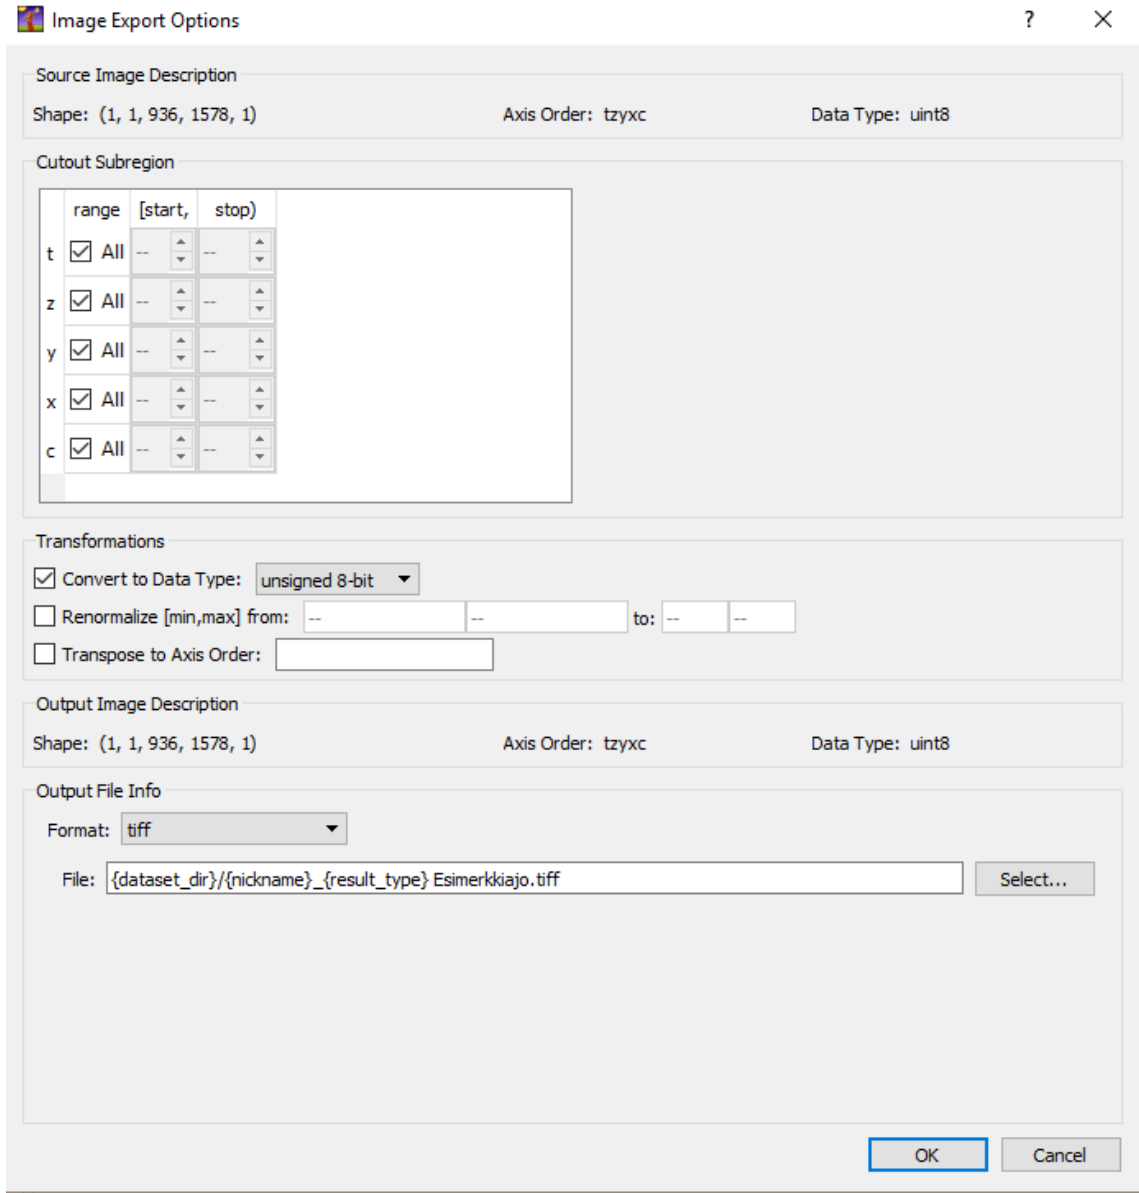 Image Export Options ?
Source Image Description
Shape: (1, 1, 936, 1578, 1) Axis Order: tzyxc Data Type: uint8
Cutout Subregion
range [start, stop)
t All -- --
z All -- --
y All -- --
x All -- --
c All -- --
Transformations
Convert to Data Type: unsigned 8-bit
Renormalize [min,max] from: -- -- to: -- --
Transpose to Axis Order:
Output Image Description
Shape: (1, 1, 936, 1578, 1) Axis Order: tzyxc Data Type: uint8
Output File Info
Format: tiff
File: {dataset_dir}/{nickname}_{result_type} Esimerkkiajo.tiff Select...
OK Cancel